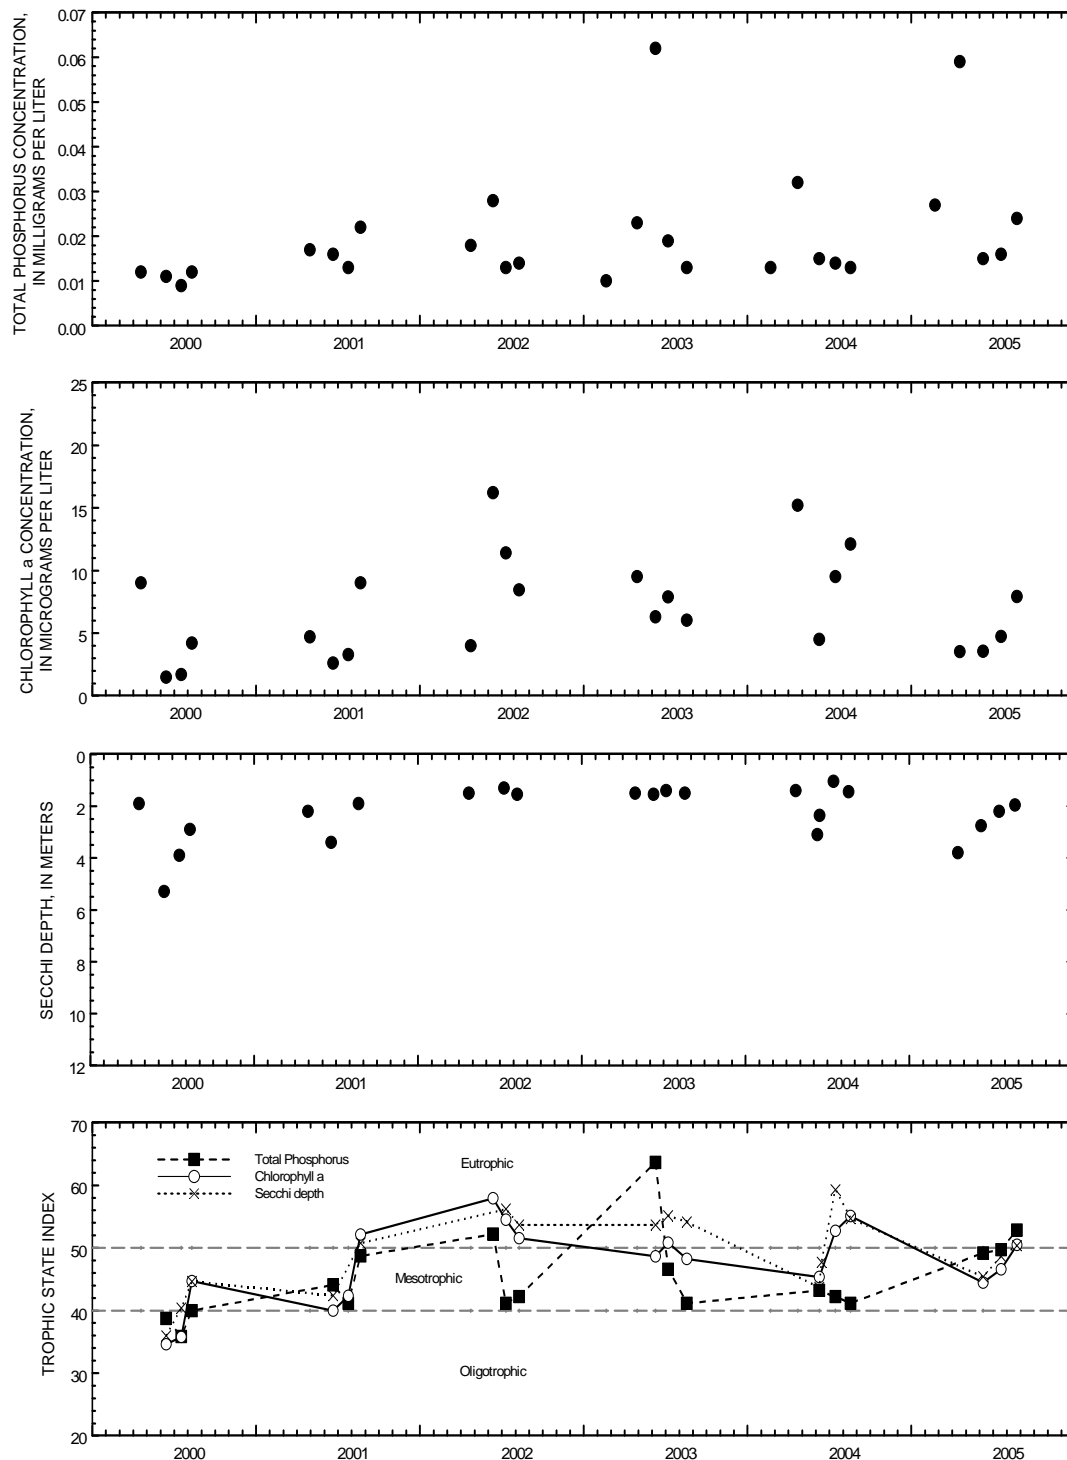 TOTAL PHOSPHORUS CONCENTRATION,
IN MILLIGRAMS PER LITER
0.07
0.06
0.05
0.04
0.03
0.02
0.01
0.00
2000 2001 2002 2003 2004 2005
CHLOROPHYLL a CONCENTRATION,
IN MICROGRAMS PER LITER
25
20
15
10
5
0
2000 2001 2002 2003 2004 2005
SECCHI DEPTH, IN METERS
0
2
4
6
8
10
12
2000 2001 2002 2003 2004 2005
TROPHIC STATE INDEX
70
60
50
40
30
20
Total Phosphorus
Chlorophyll a
Secchi depth
Eutrophic
Mesotrophic
Oligotrophic
2000 2001 2002 2003 2004 2005